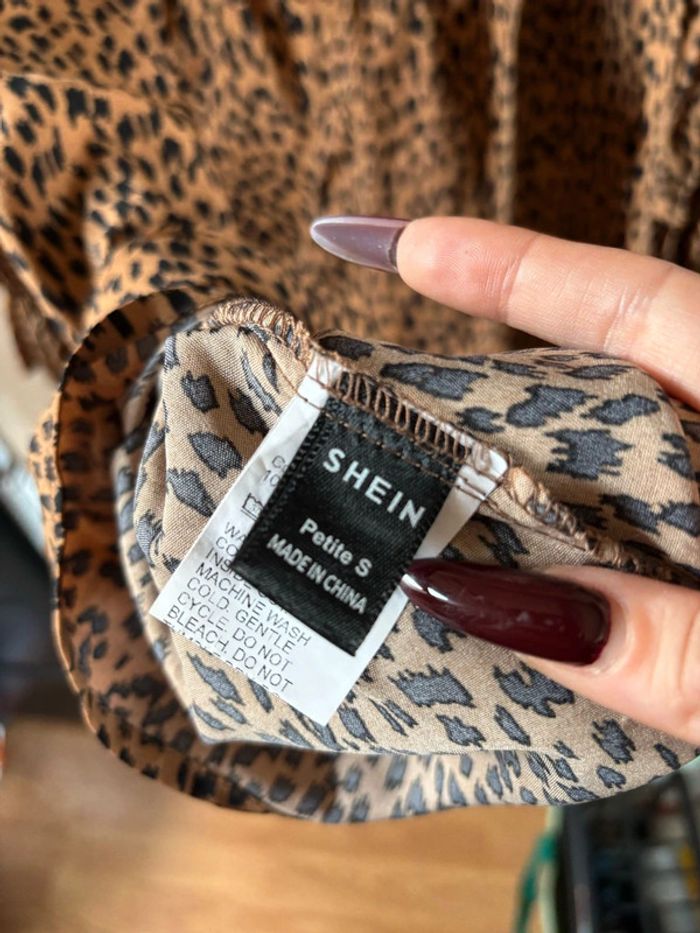 SHEIN
Petite S
MADE IN CHINA
MACHINE WASH
COLD. GENTLE
CYCLE. DO NOT
BLEACH. DO NOT